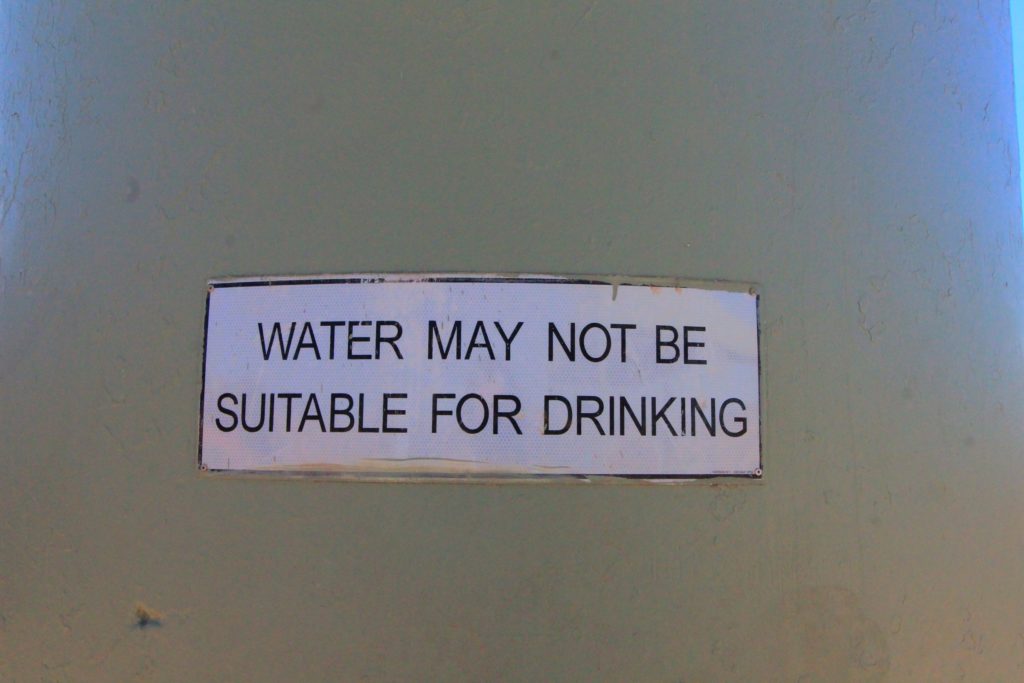 WATER MAY NOT BE
SUITABLE FOR DRINKING